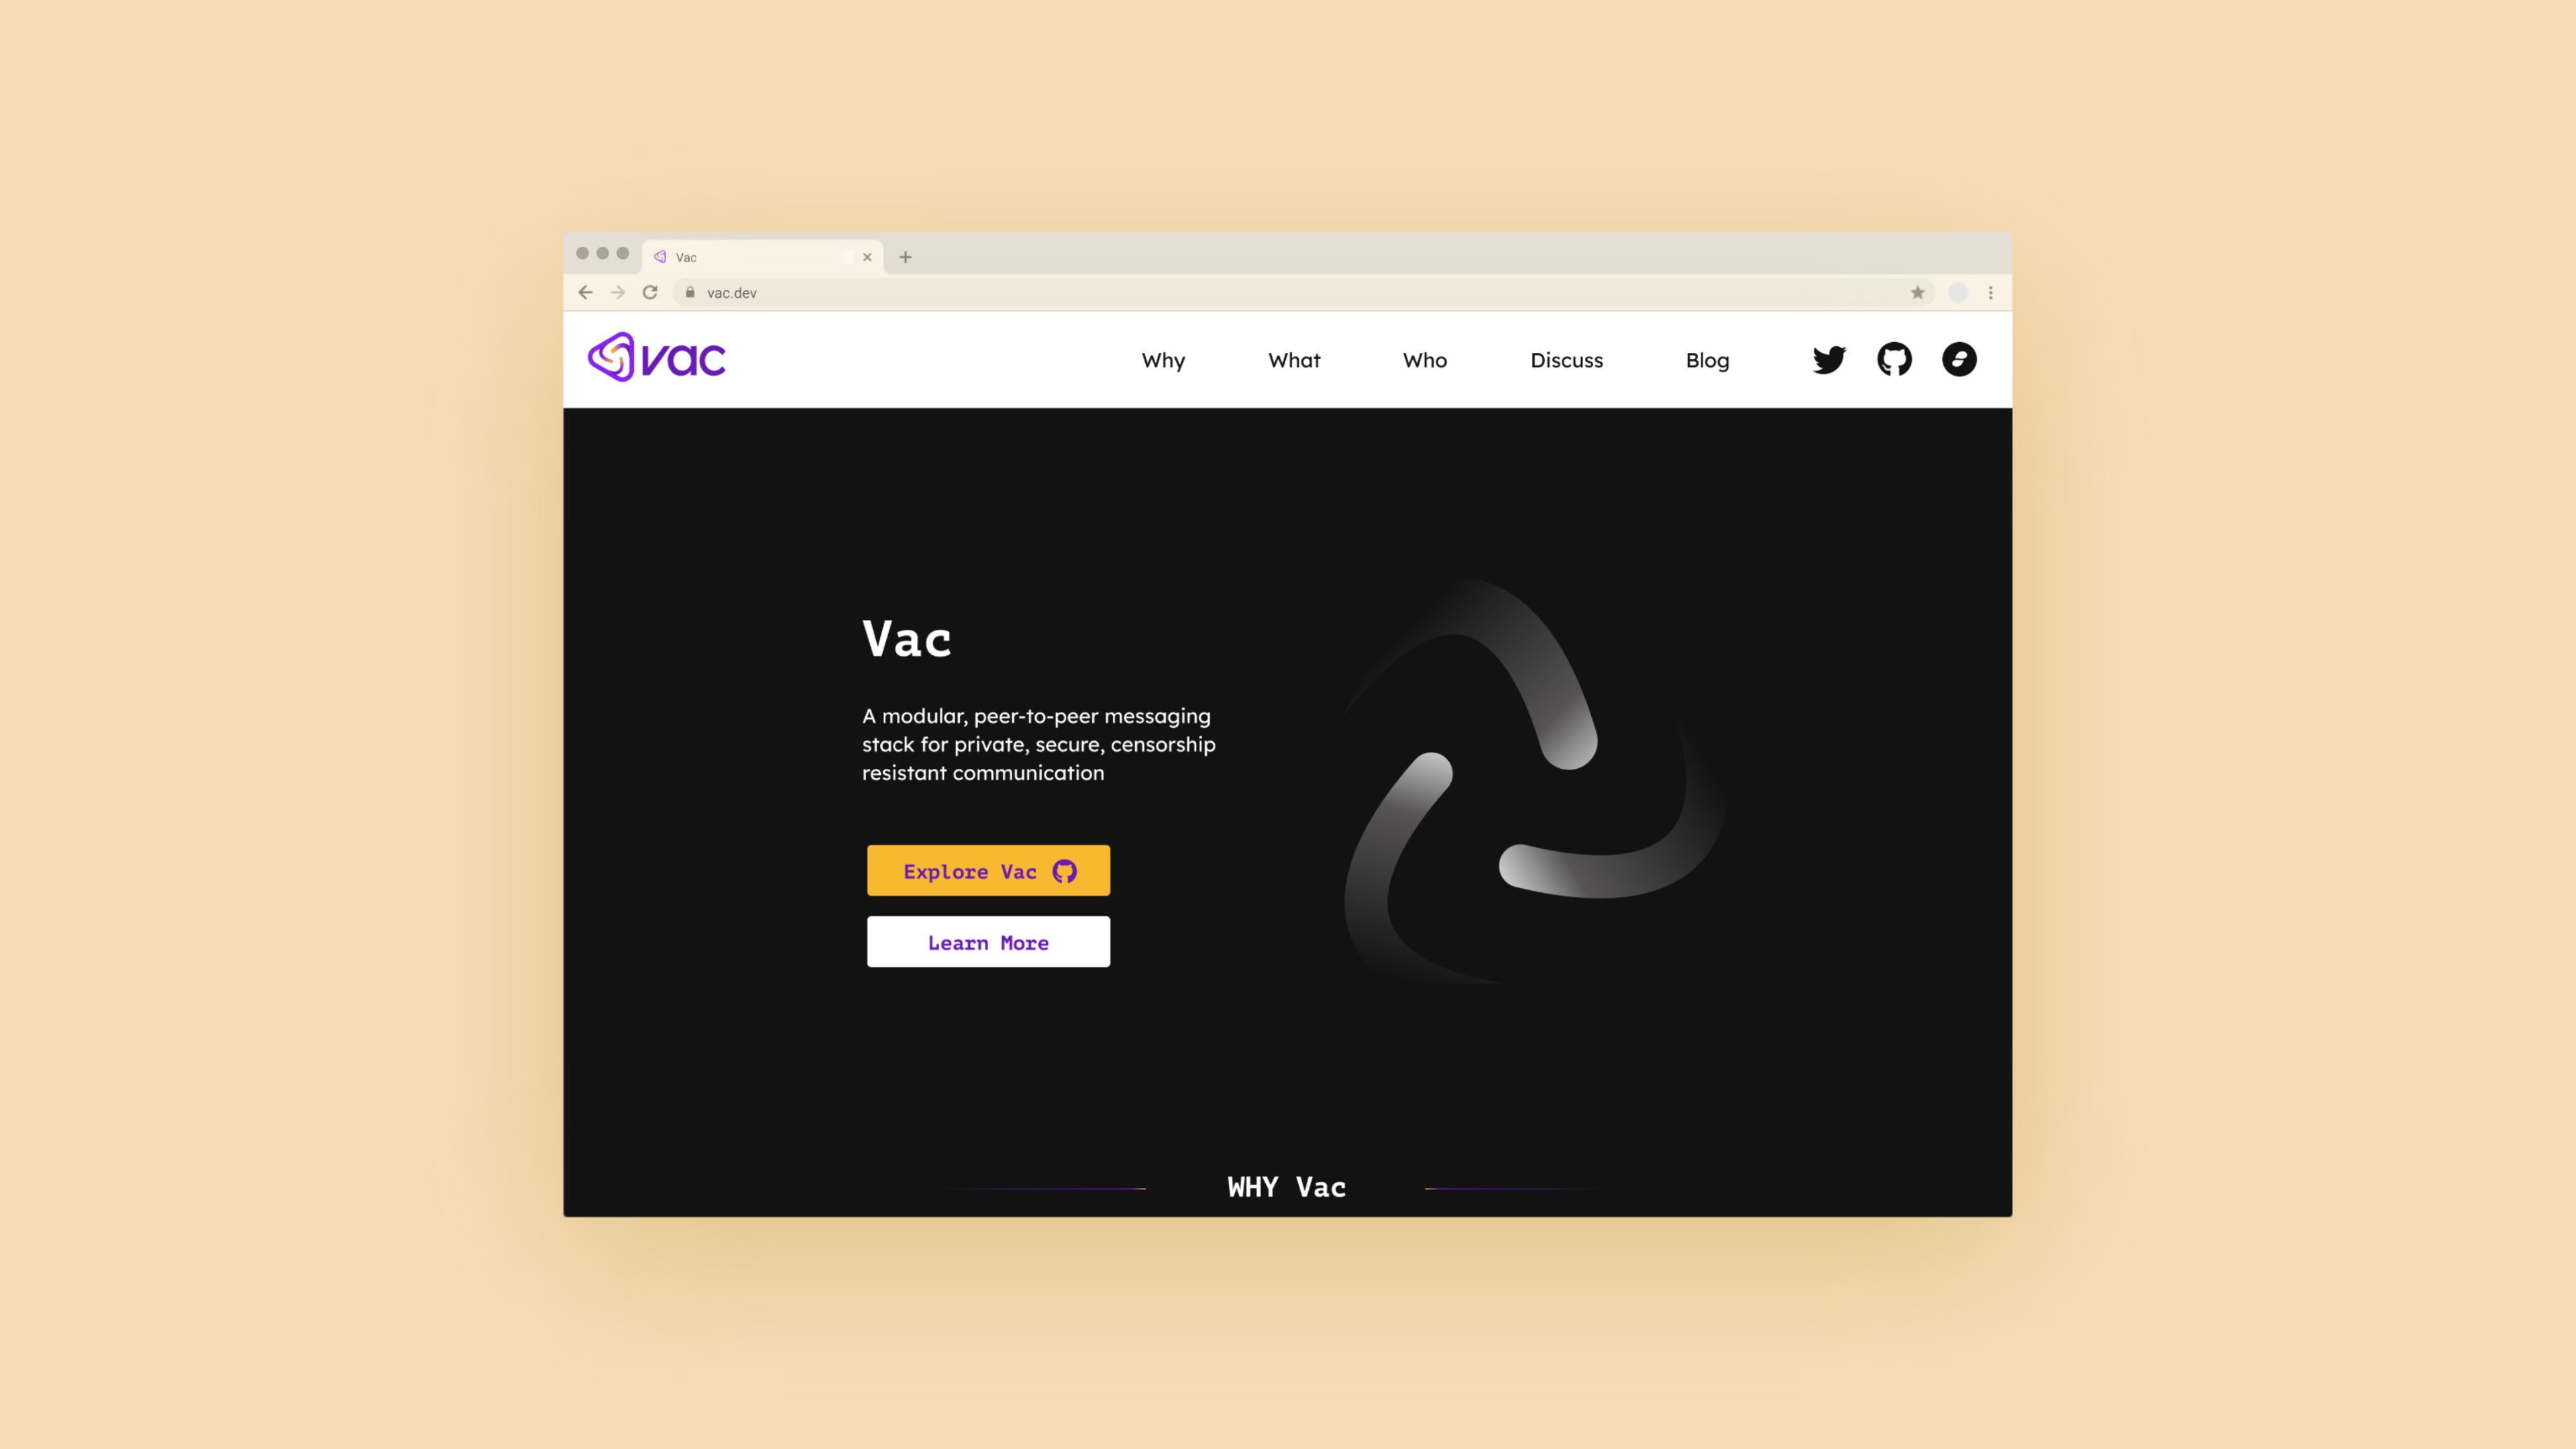 Vac
vac.dev
vac
Why
What
Who
Discuss
Blog
Vac
A modular, peer-to-peer messaging
stack for private, secure, censorship
resistant communication
Explore Vac
Learn More
WHY Vac